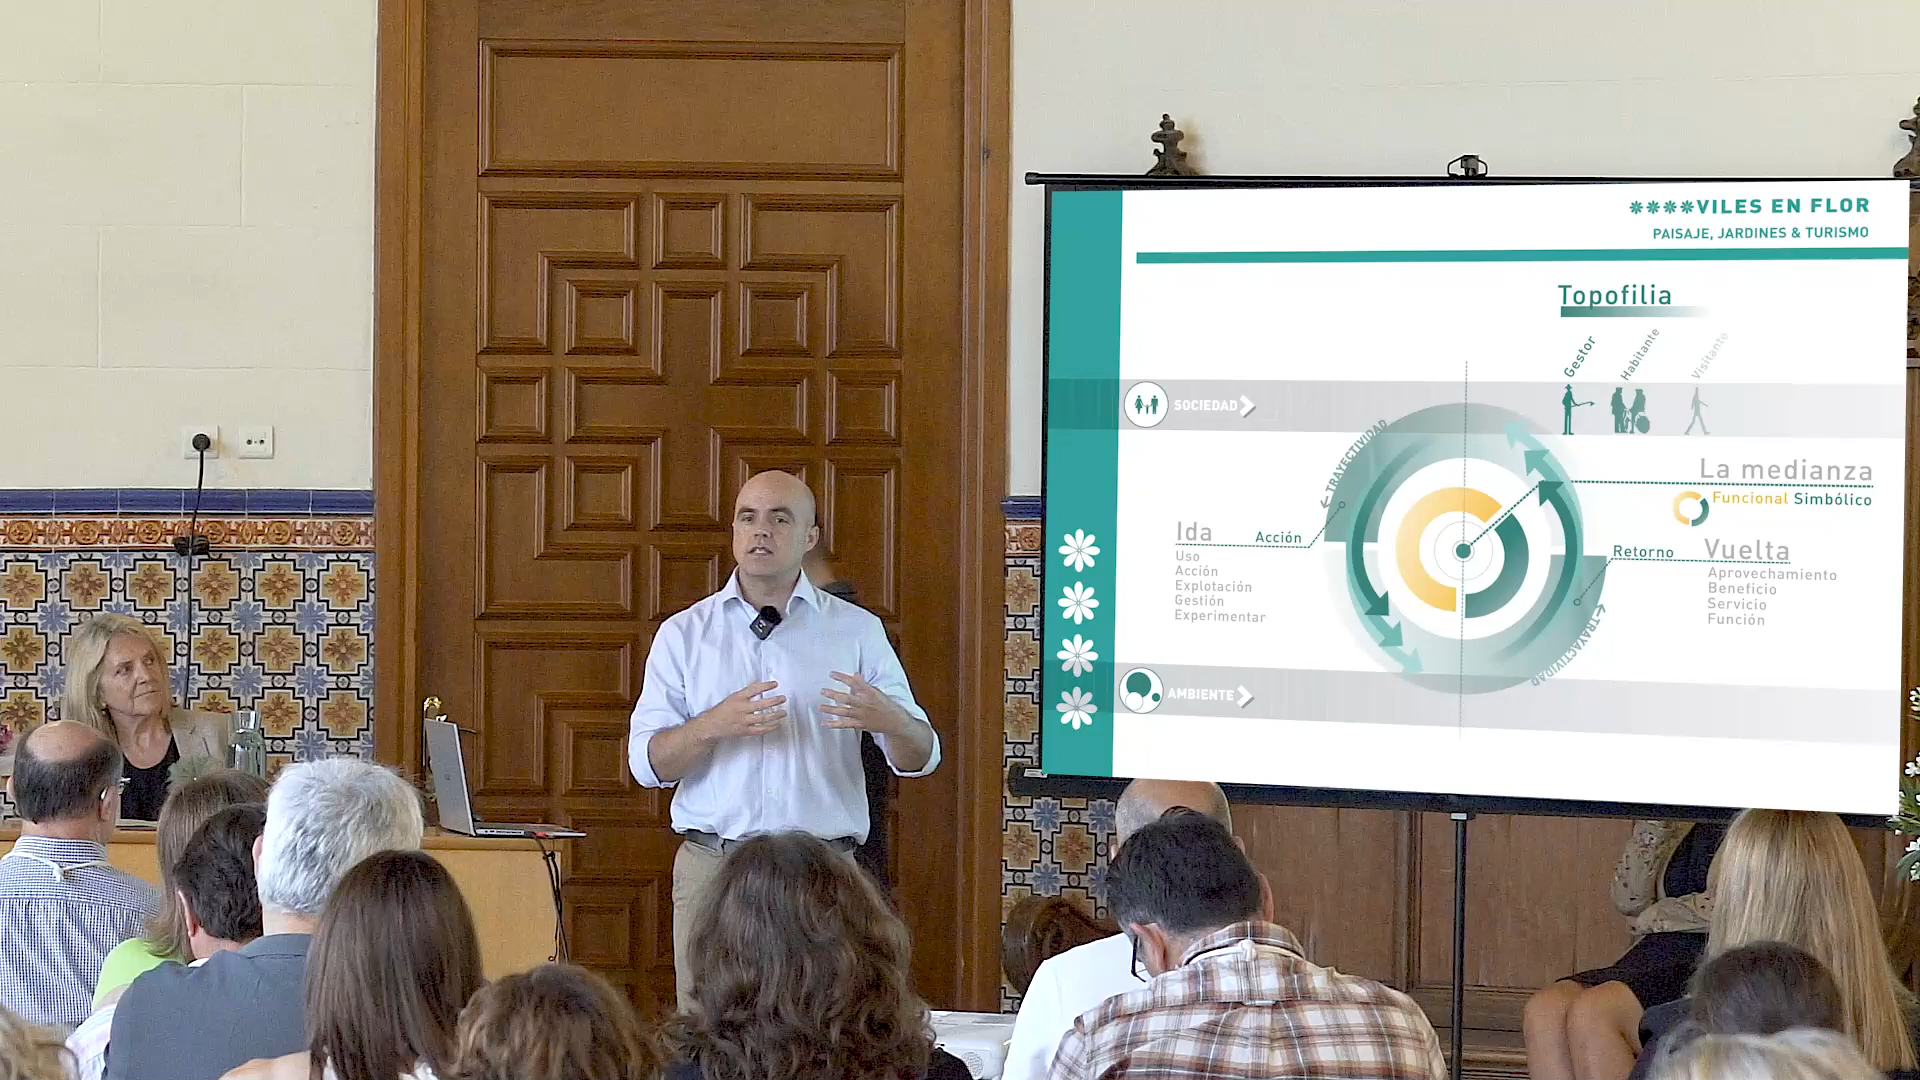 ****VILES EN FLOR
PAISAJE, JARDINES & TURISMO
Topofilia
Gestor
Habitante
Visitante
SOCIEDAD
TRAYECTIVIDAD
La medianza
Funcional Simbólico
Ida
Acción
Uso
Acción
Explotación
Gestión
Experimentar
Retorno
Vuelta
Aprovechamiento
Beneficio
Servicio
Función
TRAYACTIVIDAD
AMBIENTE